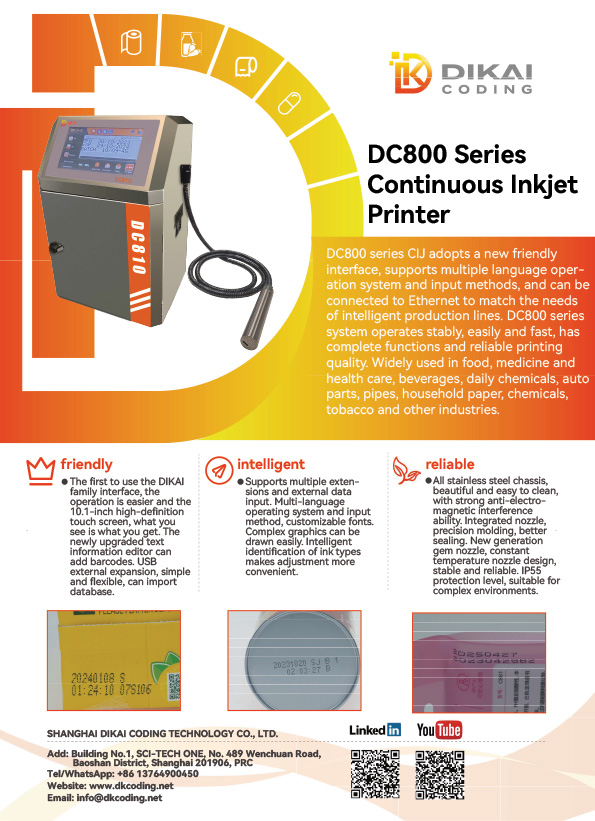 DIKAI
CODING
DC800 Series
Continuous Inkjet
Printer
DC810
DC800 series CIJ adopts a new friendly
interface, supports multiple language oper-
ation system and input methods, and can be
connected to Ethernet to match the needs
of intelligent production lines. DC800 series
system operates stably, easily and fast, has
complete functions and reliable printing
quality. Widely used in food, medicine and
health care, beverages, daily chemicals, auto
parts, pipes, household paper, chemicals,
tobacco and other industries.
friendly
● The first to use the DIKAI
family interface, the
operation is easier and the
10.1-inch high-definition
touch screen, what you
see is what you get. The
newly upgraded text
information editor can
add barcodes. USB
external expansion, simple
and flexible, can import
database.
intelligent
● Supports multiple exten-
sions and external data
input. Multi-language
operating system and input
method, customizable fonts.
Complex graphics can be
drawn easily. Intelligent
identification of ink types
makes adjustment more
convenient.
reliable
● All stainless steel chassis,
beautiful and easy to clean,
with strong anti-electro-
magnetic interference
ability. Integrated nozzle,
precision molding, better
sealing. New generation
gem nozzle, constant
temperature nozzle design,
stable and reliable. IP55
protection level, suitable for
complex environments.
20240108 S
01:24:10 079106
20231020 SJ B 1
02:03:27 D
SHANGHAI DIKAI CODING TECHNOLOGY CO., LTD.
Add: Building No.1, SCI-TECH ONE, No. 489 Wenchuan Road,
Baoshan District, Shanghai 201906, PRC
Tel/WhatsApp: +86 13764900450
Website: www.dkcoding.net
Email: info@dkcoding.net
Linked in
YouTube